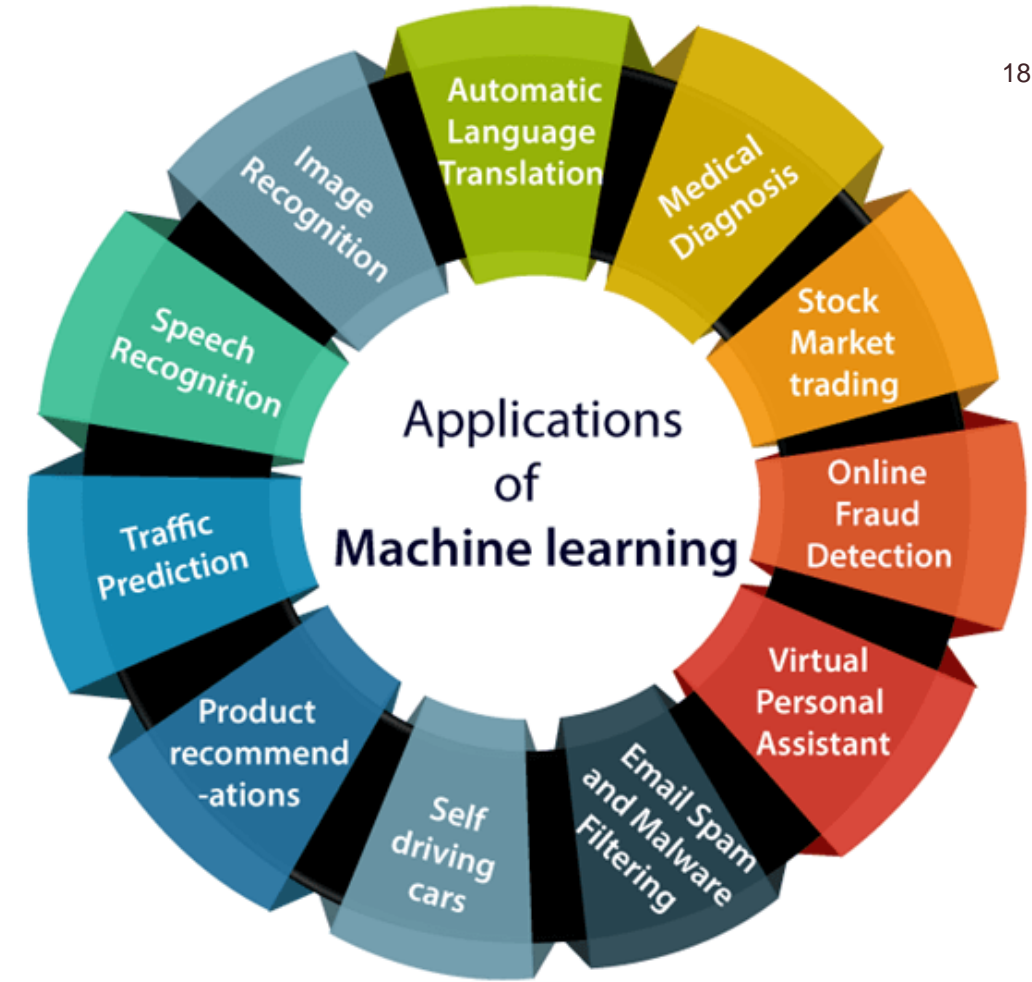 18
Automatic
Language
Translation
Medical
Diagnosis
Stock
Market
trading
Online
Fraud
Detection
Virtual
Personal
Assistant
Email Spam
and Malware
Filtering
Self
driving
cars
Product
recommend
-ations
Traffic
Prediction
Speech
Recognition
Image
Recognition
Applications
of
Machine learning